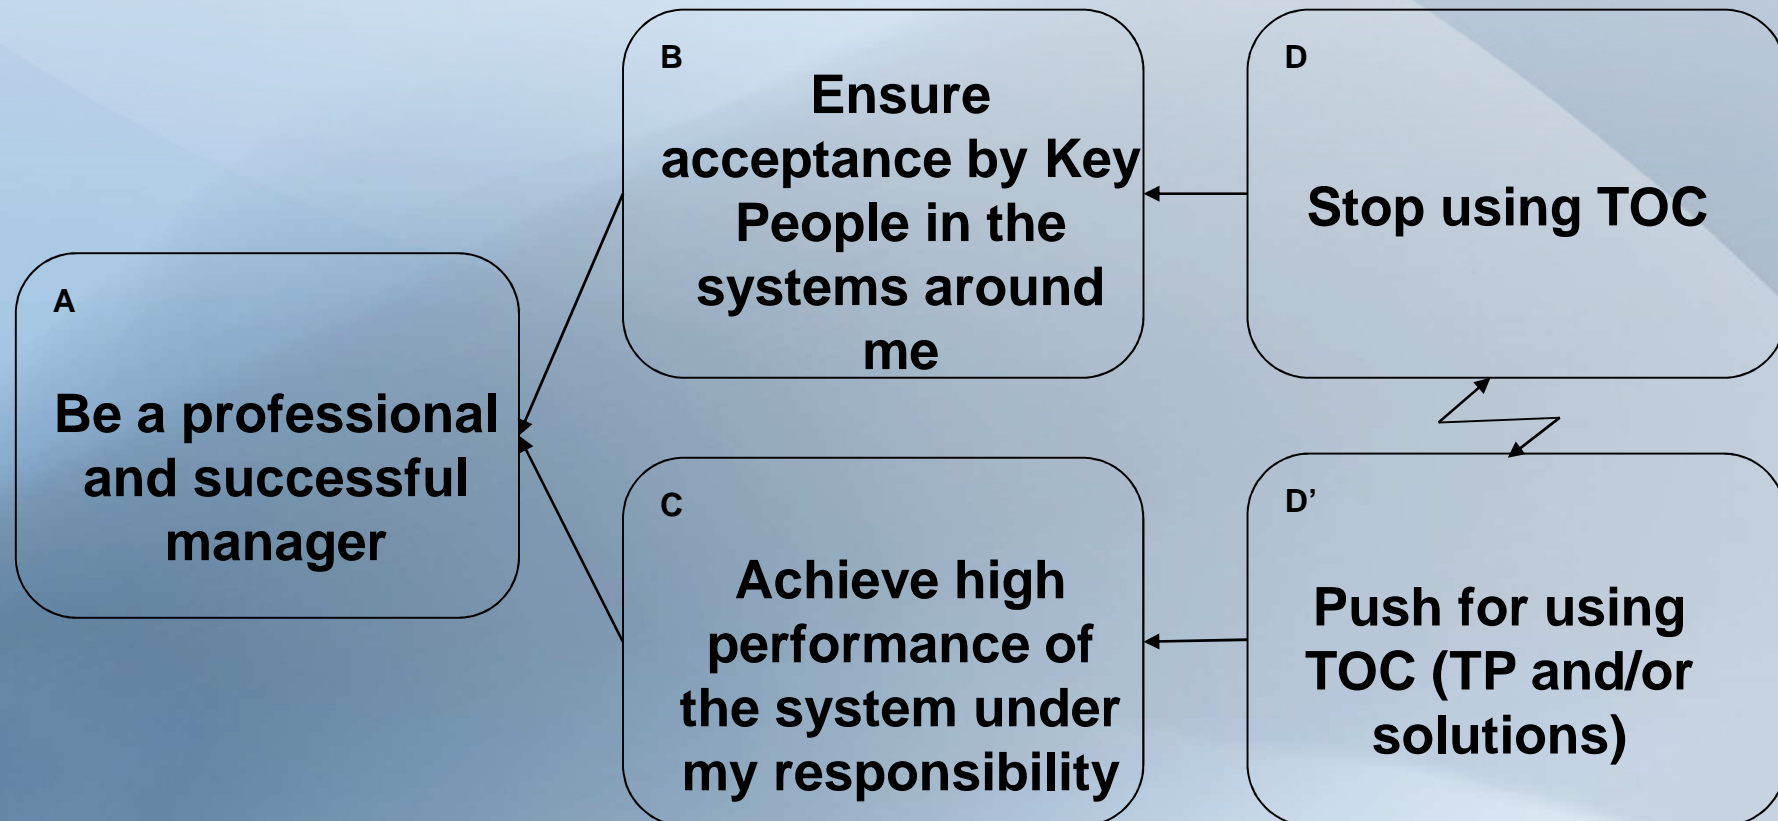 A
Be a professional
and successful
manager
B
Ensure
acceptance by Key
People in the
systems around
me
C
Achieve high
performance of
the system under
my responsibility
D
Stop using TOC
D’
Push for using
TOC (TP and/or
solutions)